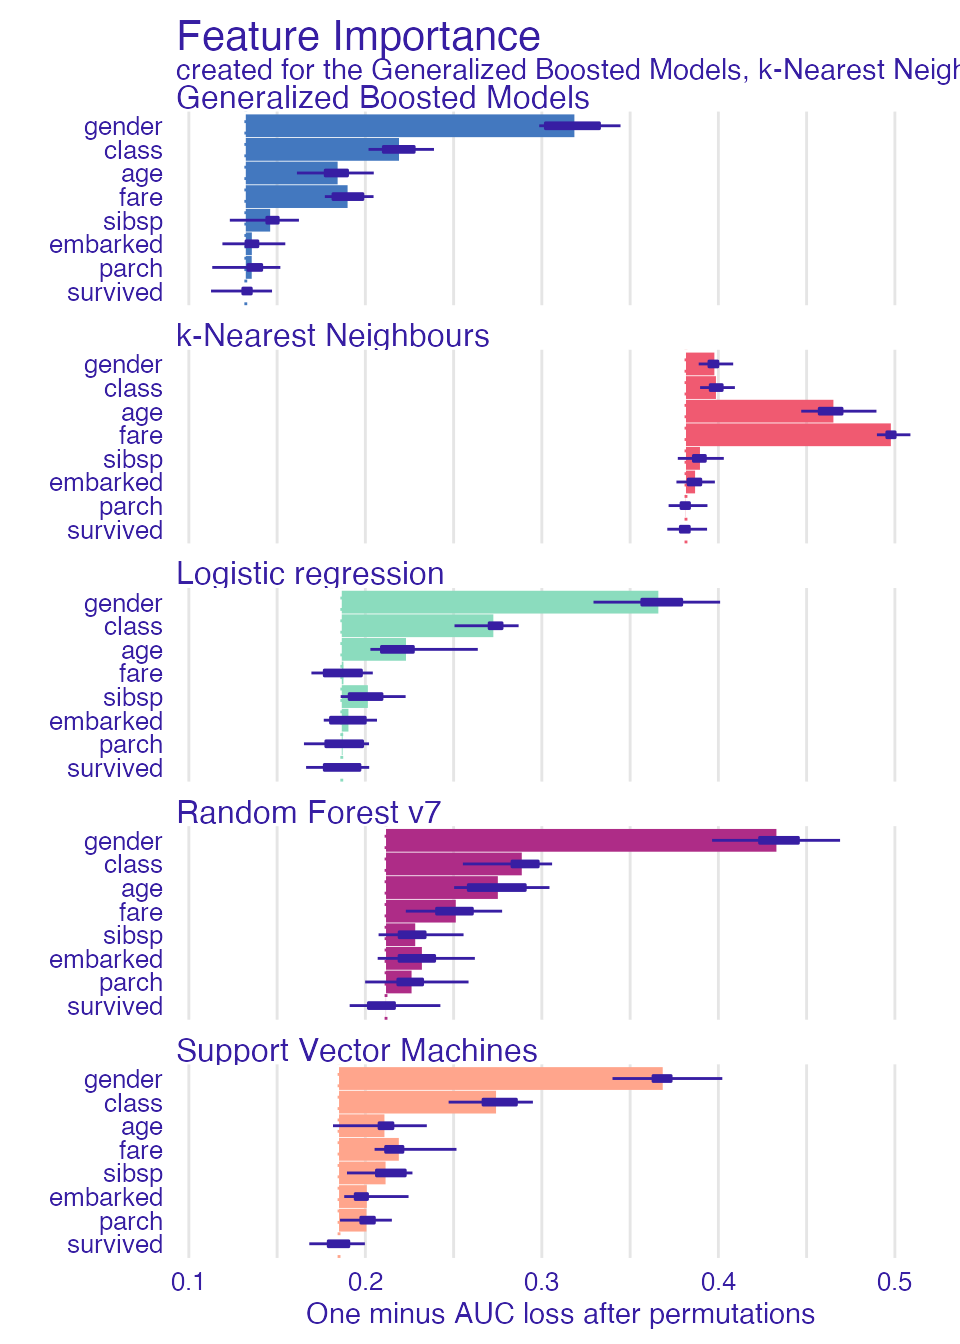 Feature Importance
created for the Generalized Boosted Models, k-Nearest Neigh
Generalized Boosted Models
gender
class
age
fare
sibsp
embarked
parch
survived
k-Nearest Neighbours
gender
class
age
fare
sibsp
embarked
parch
survived
Logistic regression
gender
class
age
fare
sibsp
embarked
parch
survived
Random Forest v7
gender
class
age
fare
sibsp
embarked
parch
survived
Support Vector Machines
gender
class
age
fare
sibsp
embarked
parch
survived
0.1 0.2 0.3 0.4 0.5
One minus AUC loss after permutations